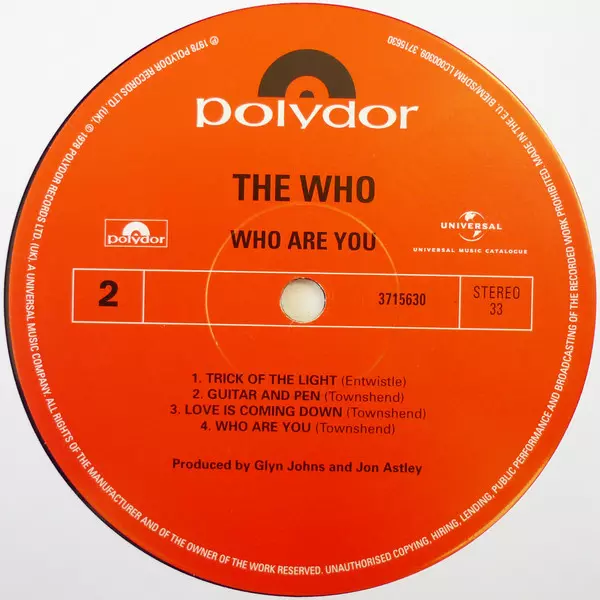 polydor
THE WHO
WHO ARE YOU
polydor
UNIVERSAL
UNIVERSAL MUSIC CATALOGUE
2
3715630
STEREO
33
1. TRICK OF THE LIGHT (Entwistle)
2. GUITAR AND PEN (Townshend)
3. LOVE IS COMING DOWN (Townshend)
4. WHO ARE YOU (Townshend)
Produced by Glyn Johns and Jon Astley
℗ 1978 POLYDOR RECORDS LTD. (UK). © 1978 POLYDOR RECORDS LTD. (UK). A UNIVERSAL MUSIC COMPANY. ALL RIGHTS OF THE MANUFACTURER AND OF THE OWNER OF THE WORK RESERVED. UNAUTHORISED COPYING, HIRING, LENDING, PUBLIC PERFORMANCE AND BROADCASTING OF THE RECORDED WORK PROHIBITED. MADE IN THE E.U. BIEM/SDRM LC000309, 3715630